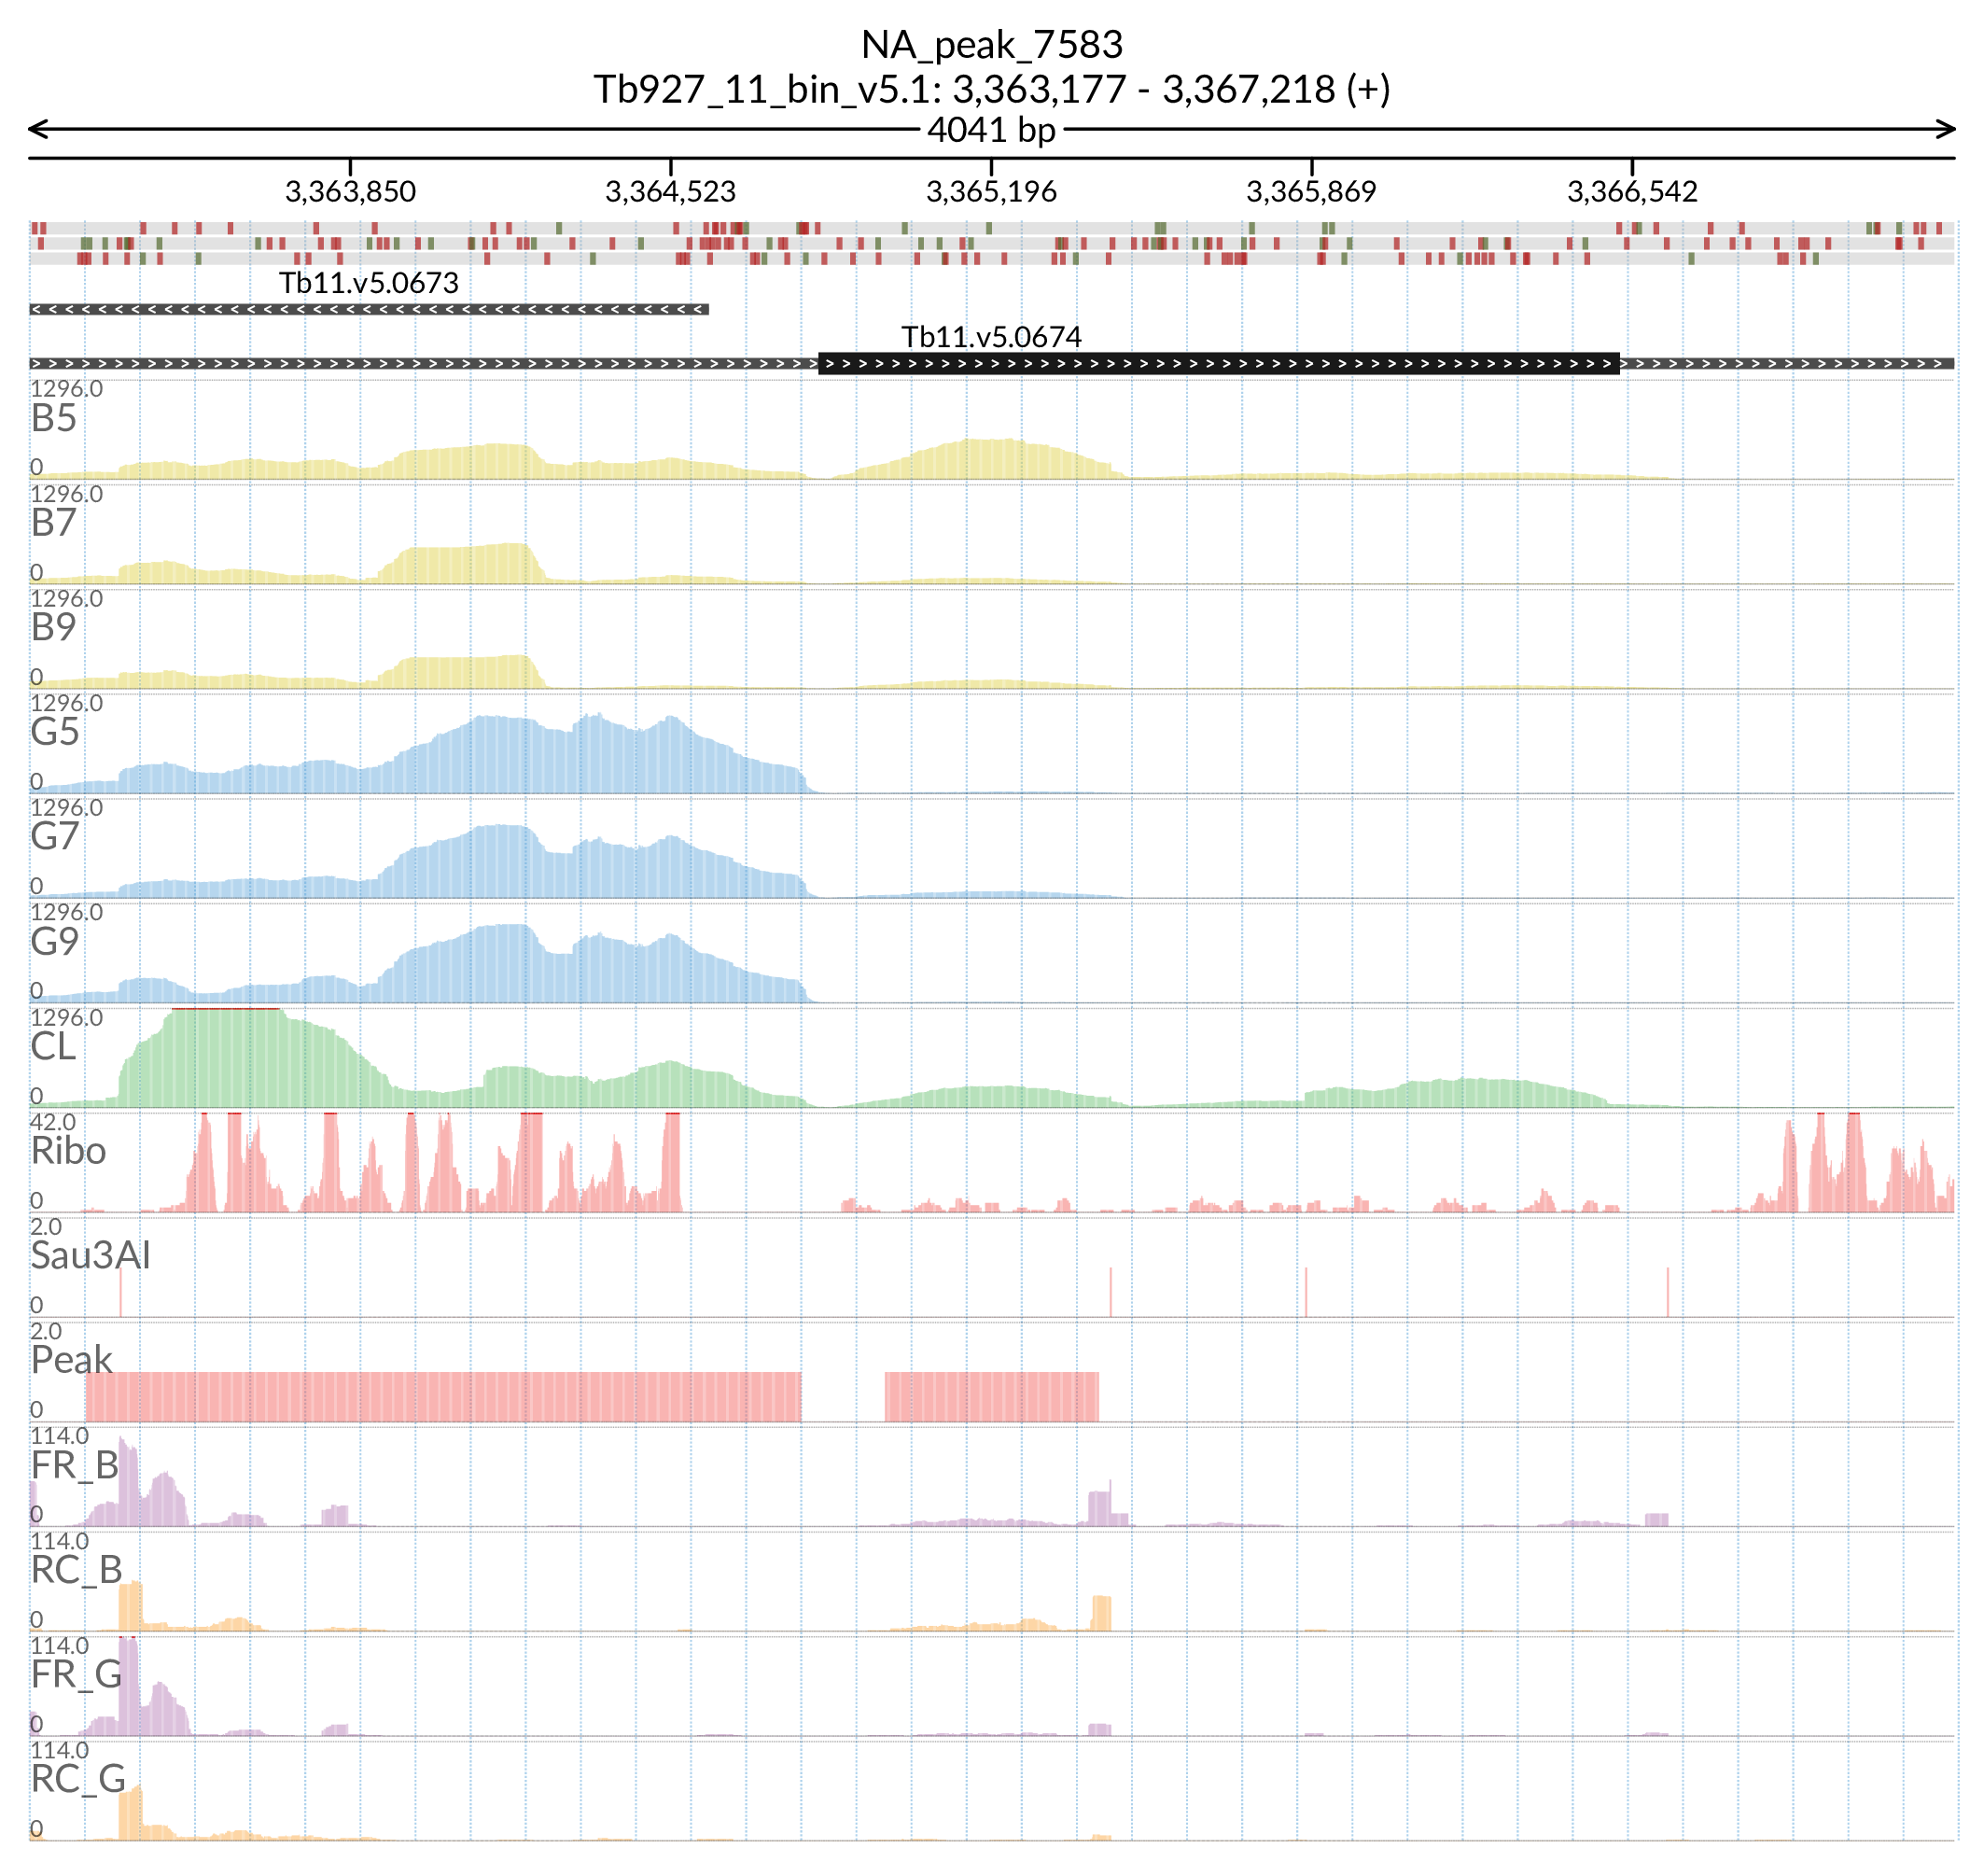 NA_peak_7583
Tb927_11_bin_v5.1: 3,363,177 - 3,367,218 (+)
4041 bp
3,363,850 3,364,523 3,365,196 3,365,869 3,366,542
Tb11.v5.0673
Tb11.v5.0674
1296.0
B5
0
1296.0
B7
0
1296.0
B9
0
1296.0
G5
0
1296.0
G7
0
1296.0
G9
0
1296.0
CL
0
42.0
Ribo
0
2.0
Sau3AI
0
2.0
Peak
0
114.0
FR_B
0
114.0
RC_B
0
114.0
FR_G
0
114.0
RC_G
0